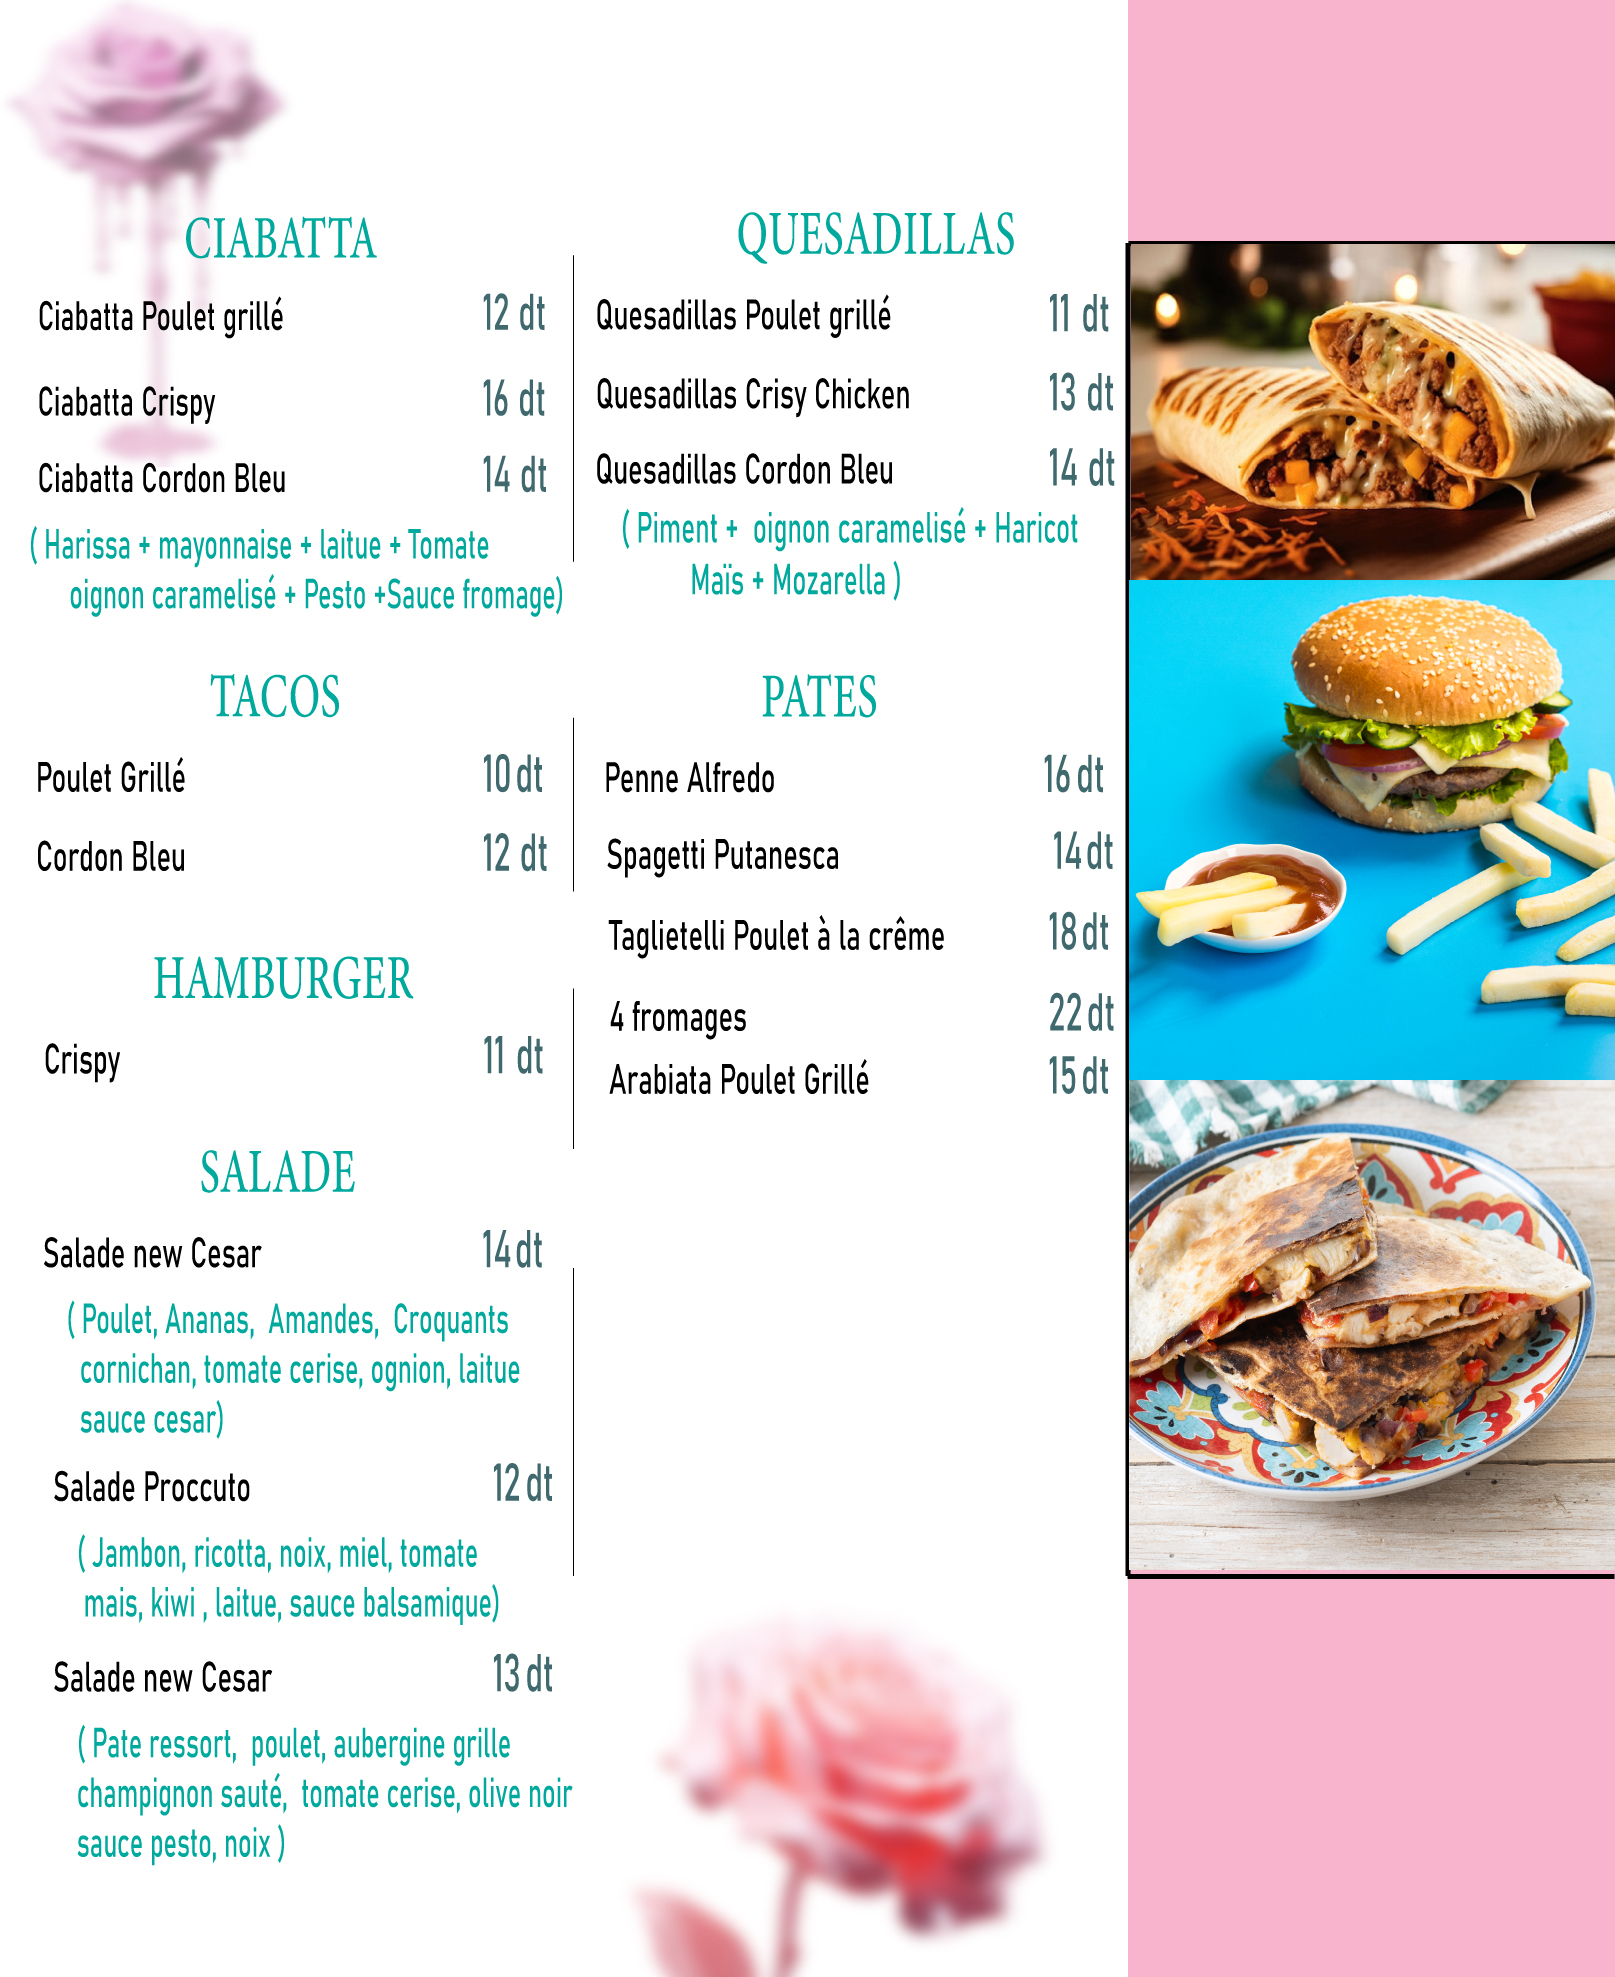 CIABATTA
Ciabatta Poulet grillé 12 dt
Ciabatta Crispy 16 dt
Ciabatta Cordon Bleu 14 dt
( Harissa + mayonnaise + laitue + Tomate
oignon caramelisé + Pesto +Sauce fromage)
TACOS
Poulet Grillé 10 dt
Cordon Bleu 12 dt
HAMBURGER
Crispy 11 dt
SALADE
Salade new Cesar 14 dt
( Poulet, Ananas, Amandes, Croquants
cornichan, tomate cerise, ognion, laitue
sauce cesar)
Salade Proccuto 12 dt
( Jambon, ricotta, noix, miel, tomate
mais, kiwi , laitue, sauce balsamique)
Salade new Cesar 13 dt
( Pate ressort, poulet, aubergine grille
champignon sauté, tomate cerise, olive noir
sauce pesto, noix )
QUESADILLAS
Quesadillas Poulet grillé 11 dt
Quesadillas Crisy Chicken 13 dt
Quesadillas Cordon Bleu 14 dt
( Piment + oignon caramelisé + Haricot
Maïs + Mozarella )
PATES
Penne Alfredo 16 dt
Spagetti Putanesca 14 dt
Taglietelli Poulet à la crême 18 dt
4 fromages 22 dt
Arabiata Poulet Grillé 15 dt